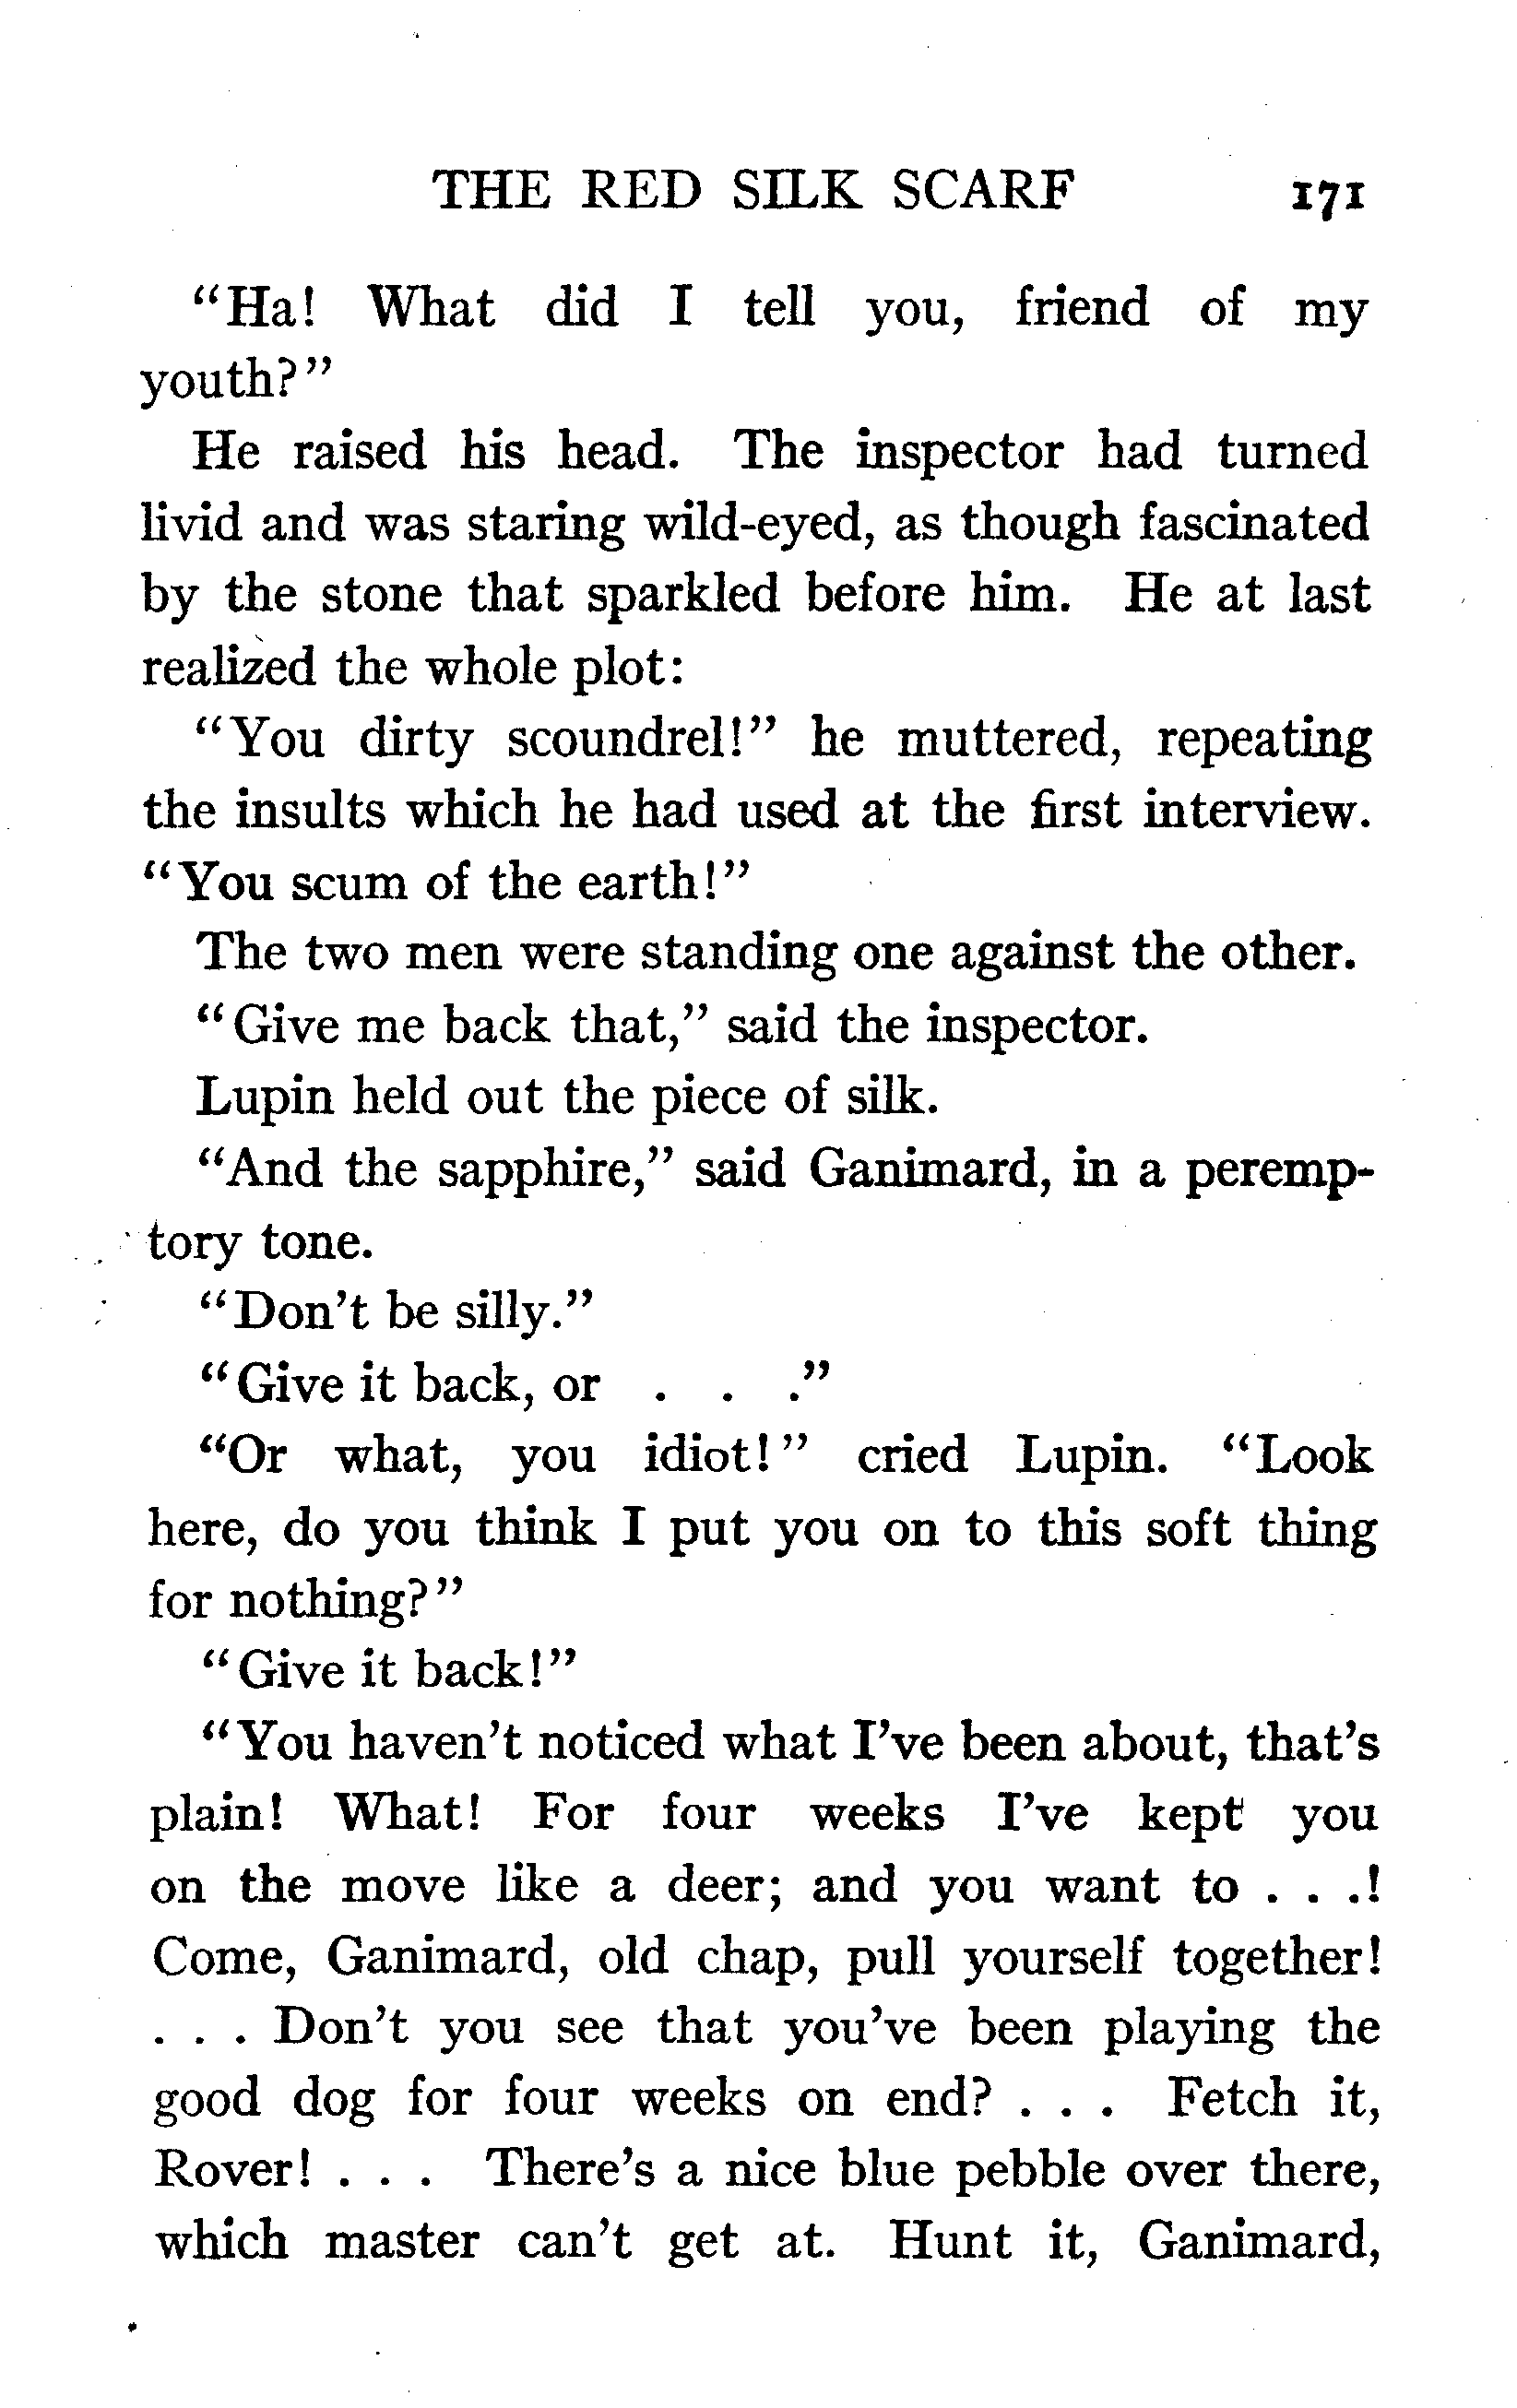 THE RED SILK SCARF 171
"Ha! What did I tell you, friend of my
youth?"
He raised his head. The inspector had turned
livid and was staring wild-eyed, as though fascinated
by the stone that sparkled before him. He at last
realized the whole plot:
"You dirty scoundrel!" he muttered, repeating
the insults which he had used at the first interview.
"You scum of the earth!"
The two men were standing one against the other.
"Give me back that," said the inspector.
Lupin held out the piece of silk.
"And the sapphire," said Ganimard, in a peremp-
tory tone.
"Don't be silly."
"Give it back, or . . ."
"Or what, you idiot!" cried Lupin. "Look
here, do you think I put you on to this soft thing
for nothing?"
"Give it back!"
"You haven't noticed what I've been about, that's
plain! What! For four weeks I've kept you
on the move like a deer; and you want to . . .!
Come, Ganimard, old chap, pull yourself together!
. . . Don't you see that you've been playing the
good dog for four weeks on end? . . . Fetch it,
Rover! . . . There's a nice blue pebble over there,
which master can't get at. Hunt it, Ganimard,